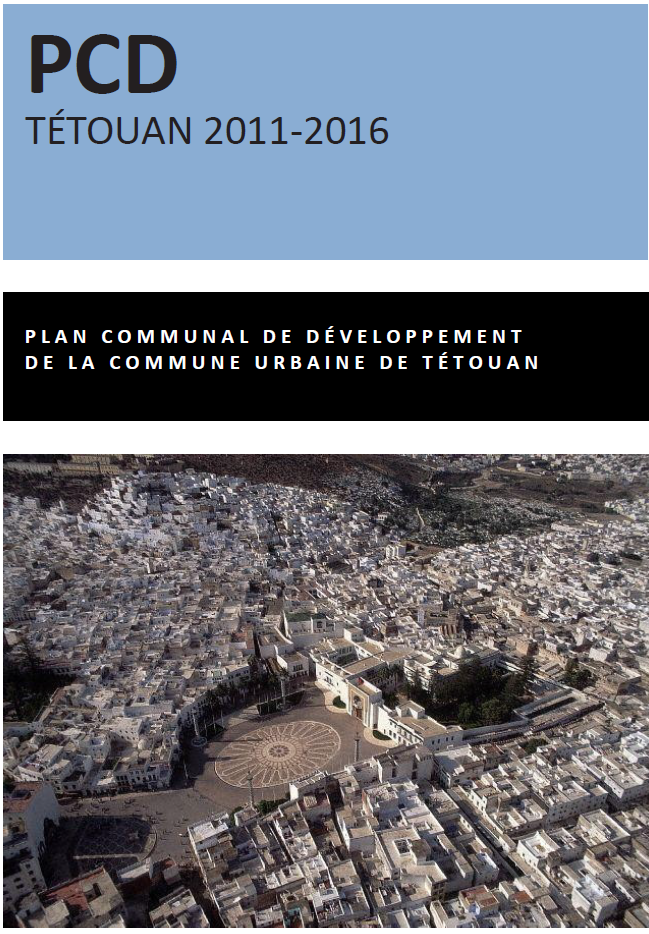 PCD
TÉTOUAN 2011-2016
PLAN COMMUNAL DE DÉVELOPPEMENT
DE LA COMMUNE URBAINE DE TÉTOUAN